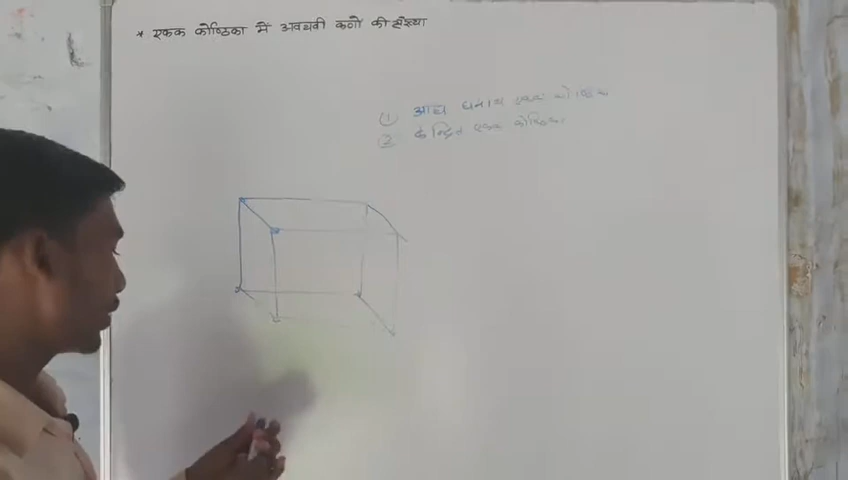 * एकक कोष्ठिका में अवयवी कणों की संख्या
① आद्य घनीय एकक कोष्ठिका
② केन्द्रित एकक कोष्ठिका